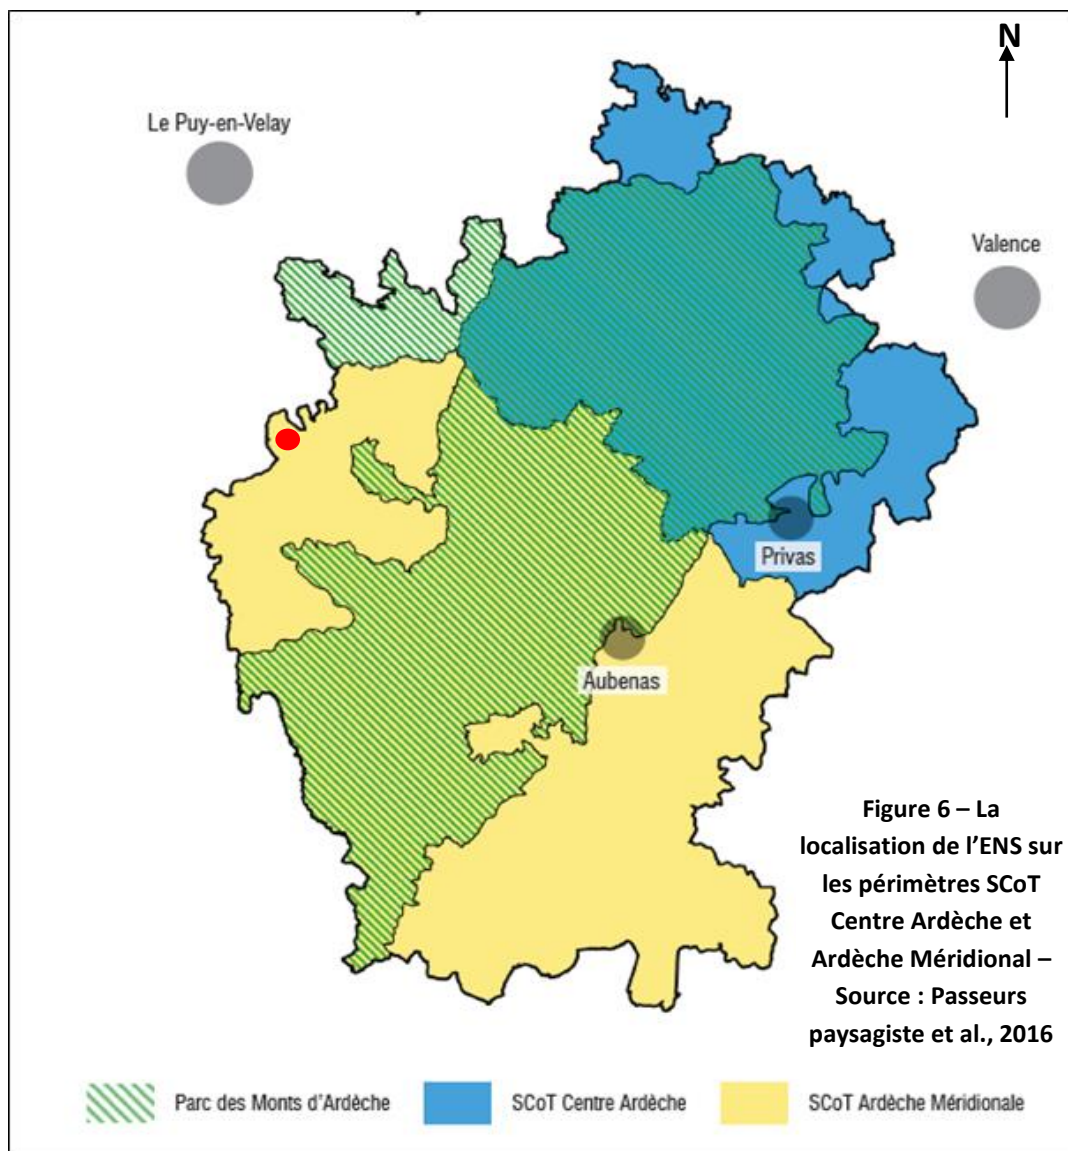 N
Le Puy-en-Velay
Valence
Privas
Aubenas
Figure 6 – La
localisation de l’ENS sur
les périmètres SCoT
Centre Ardèche et
Ardèche Méridional –
Source : Passeurs
paysagiste et al., 2016
Parc des Monts d'Ardèche
SCoT Centre Ardèche
SCoT Ardèche Méridionale